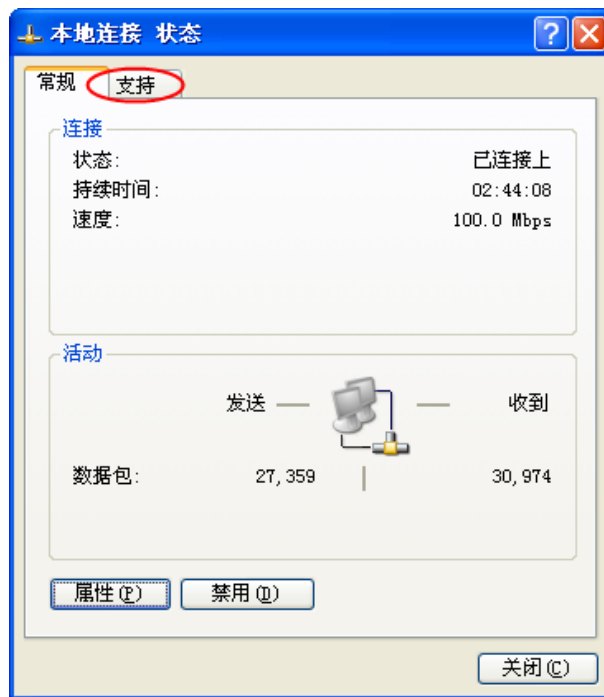 本地连接 状态
常规 支持
连接
状态: 已连接上
持续时间: 02:44:08
速度: 100.0 Mbps
活动
发送 收到
数据包: 27,359 30,974
属性(P) 禁用(D)
关闭(C)